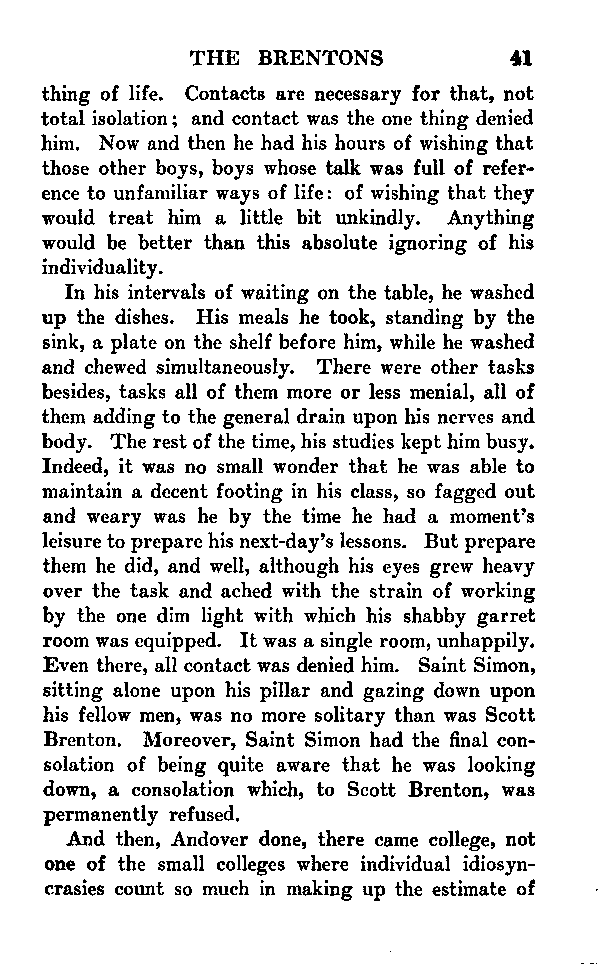 THE BRENTONS 41
thing of life. Contacts are necessary for that, not
total isolation; and contact was the one thing denied
him. Now and then he had his hours of wishing that
those other boys, boys whose talk was full of refer-
ence to unfamiliar ways of life: of wishing that they
would treat him a little bit unkindly. Anything
would be better than this absolute ignoring of his
individuality.
In his intervals of waiting on the table, he washed
up the dishes. His meals he took, standing by the
sink, a plate on the shelf before him, while he washed
and chewed simultaneously. There were other tasks
besides, tasks all of them more or less menial, all of
them adding to the general drain upon his nerves and
body. The rest of the time, his studies kept him busy.
Indeed, it was no small wonder that he was able to
maintain a decent footing in his class, so fagged out
and weary was he by the time he had a moment's
leisure to prepare his next-day's lessons. But prepare
them he did, and well, although his eyes grew heavy
over the task and ached with the strain of working
by the one dim light with which his shabby garret
room was equipped. It was a single room, unhappily.
Even there, all contact was denied him. Saint Simon,
sitting alone upon his pillar and gazing down upon
his fellow men, was no more solitary than was Scott
Brenton. Moreover, Saint Simon had the final con-
solation of being quite aware that he was looking
down, a consolation which, to Scott Brenton, was
permanently refused.
And then, Andover done, there came college, not
one of the small colleges where individual idiosyn-
crasies count so much in making up the estimate of